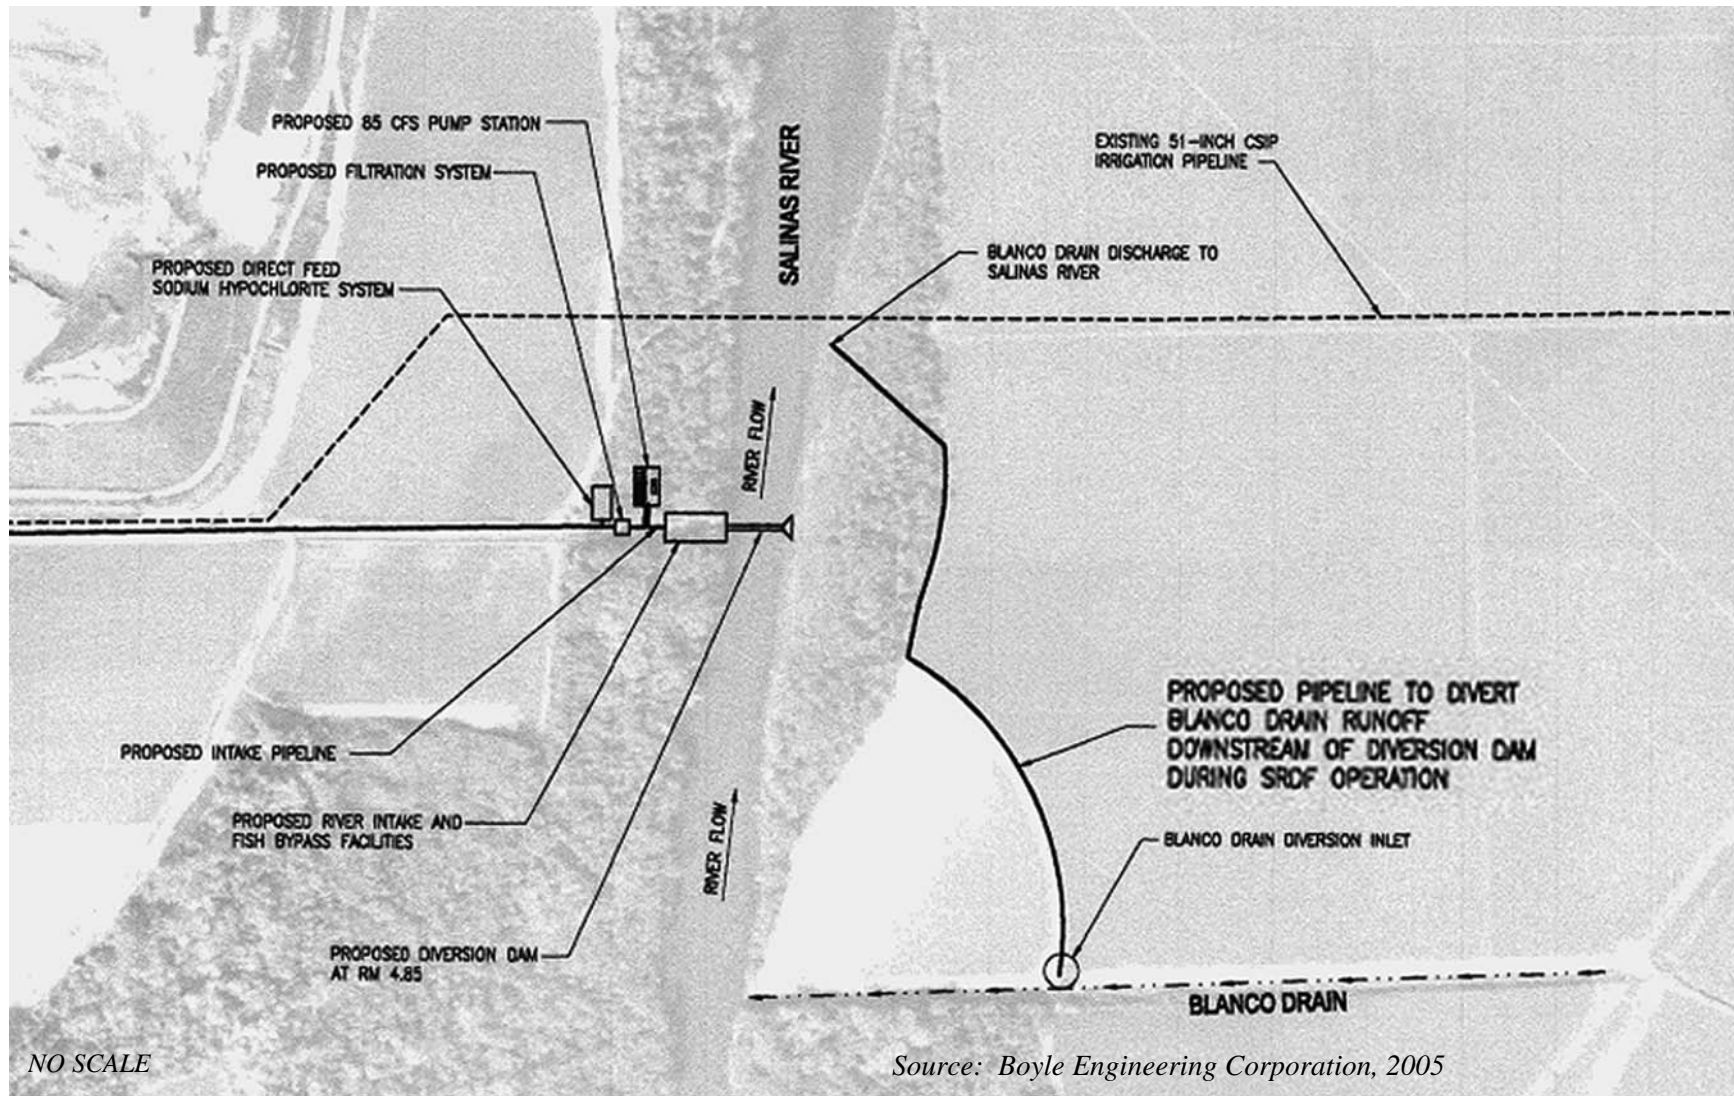 PROPOSED 85 CFS PUMP STATION
PROPOSED FILTRATION SYSTEM
PROPOSED DIRECT FEED
SODIUM HYPOCHLORITE SYSTEM
SALINAS RIVER
EXISTING 51-INCH CSIP
IRRIGATION PIPELINE
BLANCO DRAIN DISCHARGE TO
SALINAS RIVER
RIVER FLOW
PROPOSED PIPELINE TO DIVERT
BLANCO DRAIN RUNOFF
DOWNSTREAM OF DIVERSION DAM
DURING SRDF OPERATION
PROPOSED INTAKE PIPELINE
PROPOSED RIVER INTAKE AND
FISH BYPASS FACILITIES
RIVER FLOW
BLANCO DRAIN DIVERSION INLET
PROPOSED DIVERSION DAM
AT RM 4.85
BLANCO DRAIN
NO SCALE
Source: Boyle Engineering Corporation, 2005